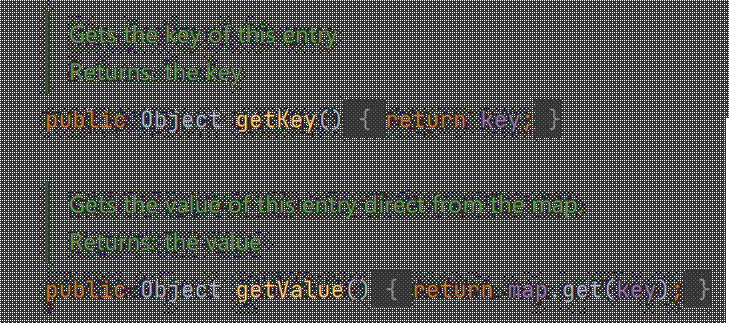 Gets the key of this entry
Returns: the key
public Object getKey() { return key; }
Gets the value of this entry direct from the map.
Returns: the value
public Object getValue() { return map.get(key); }